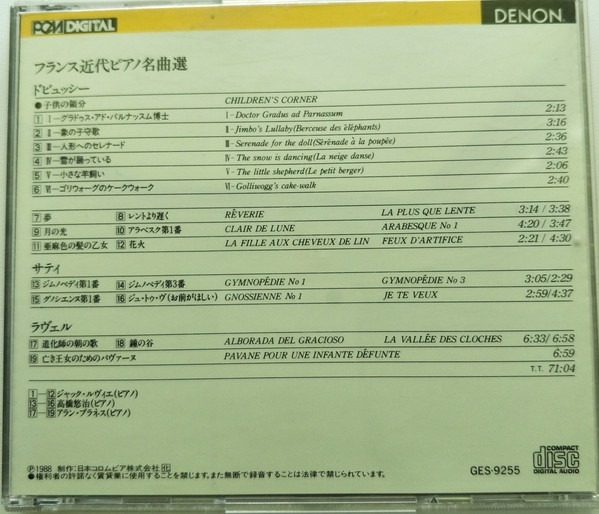 PCM DIGITAL
DENON
フランス近代ピアノ名曲選
ドビュッシー
●子供の領分 CHILDREN'S CORNER
1 I－グラドゥス・アド・パルナッスム博士 I－Doctor Gradus ad Parnassum 2:13
2 II－象の子守歌 II－Jimbo's Lullaby(Berceuse des éléphants) 3:16
3 III－人形へのセレナード III－Serenade for the doll(Sérénade à la poupée) 2:36
4 IV－雪が踊っている IV－The snow is dancing(La neige danse) 2:43
5 V－小さな羊飼い V－The little shepherd(Le petit berger) 2:06
6 VI－ゴリウォーグのケークウォーク VI－Golliwogg's cake-walk 2:40
7 夢 8 レントより遅く RÊVERIE LA PLUS QUE LENTE 3:14 / 3:38
9 月の光 10 アラベスク第1番 CLAIR DE LUNE ARABESQUE No 1 4:20 / 3:47
11 亜麻色の髪の乙女 12 花火 LA FILLE AUX CHEVEUX DE LIN FEUX D'ARTIFICE 2:21 / 4:30
サティ
13 ジムノペディ第1番 14 ジムノペディ第3番 GYMNOPÉDIE No 1 GYMNOPÉDIE No 3 3:05/2:29
15 グノシエンヌ第1番 16 ジュ・トゥ・ヴ(お前がほしい) GNOSSIENNE No 1 JE TE VEUX 2:59/4:37
ラヴェル
17 道化師の朝の歌 18 鐘の谷 ALBORADA DEL GRACIOSO LA VALLÉE DES CLOCHES 6:33/ 6:58
19 亡き王女のためのパヴァーヌ PAVANE POUR UNE INFANTE DÉFUNTE 6:59
T.T. 71:04
1－12 ジャック・ルヴィエ(ピアノ)
13－16 高橋悠治(ピアノ)
17－19 アラン・プラネス(ピアノ)
Ⓟ1988 制作:日本コロムビア株式会社 化
●権利者の許諾なく賃貸業に使用することを禁じます。また無断で録音することは法律で禁じられています。
GES-9255
COMPACT
disc
DIGITAL AUDIO